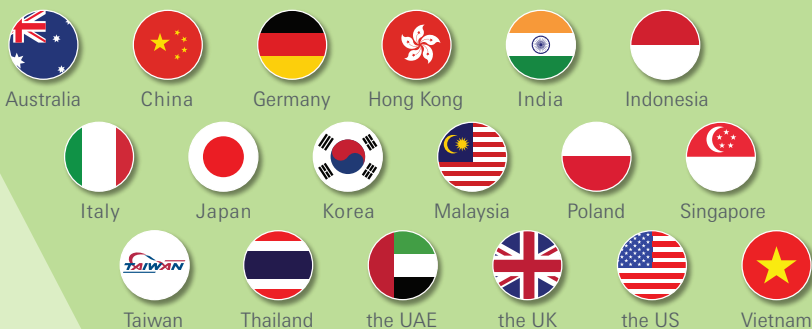 Australia China Germany Hong Kong India Indonesia
Italy Japan Korea Malaysia Poland Singapore
TAIWAN
Taiwan Thailand the UAE the UK the US Vietnam